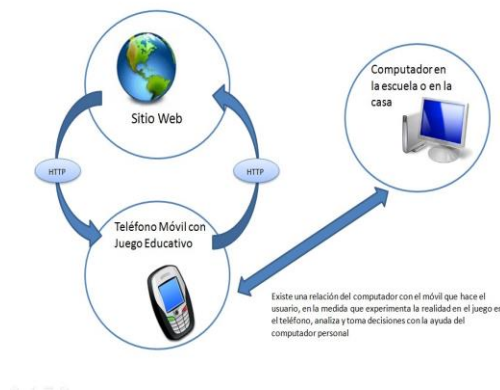 Sitio Web
Computador en
la escuela o en la
casa
HTTP
HTTP
Teléfono Móvil con
Juego Educativo
Existe una relación del computador con el móvil que hace el
usuario, en la medida que experimenta la realidad en el juego en
el teléfono, analiza y toma decisiones con la ayuda del
computador personal